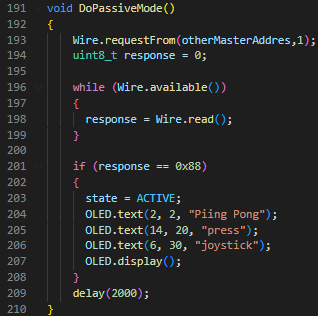 191 void DoPassiveMode()
192 {
193 Wire.requestFrom(otherMasterAddres,1);
194 uint8_t response = 0;
195
196 while (Wire.available())
197 {
198 response = Wire.read();
199 }
200
201 if (response == 0x88)
202 {
203 state = ACTIVE;
204 OLED.text(2, 2, "Piing Pong");
205 OLED.text(14, 20, "press");
206 OLED.text(6, 30, "joystick");
207 OLED.display();
208 }
209 delay(2000);
210 }